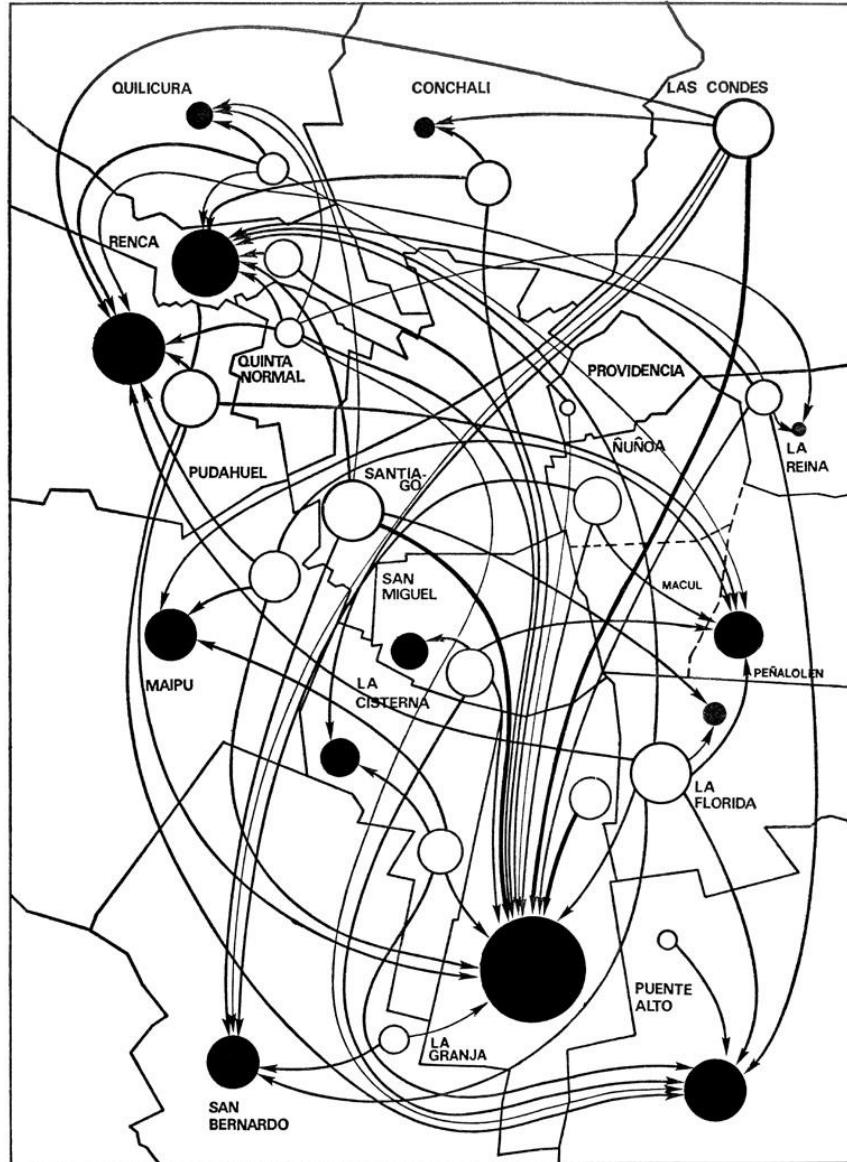 QUILICURA
CONCHALI
LAS CONDES
RENCA
QUINTA
NORMAL
PROVIDENCIA
ÑUÑOA
LA
REINA
PUDAHUEL
SANTIA-
GO
SAN
MIGUEL
MACUL
MAIPU
LA
CISTERNA
PEÑALOLEN
LA
FLORIDA
PUENTE
ALTO
LA
GRANJA
SAN
BERNARDO